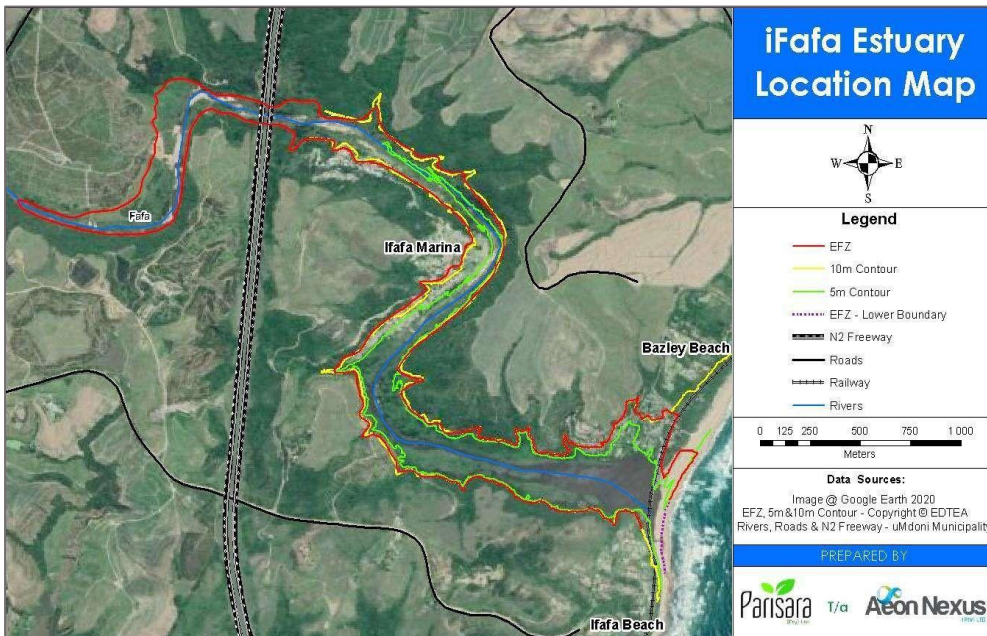 iFafa Estuary
Location Map
N
W E
S
Legend
EFZ
10m Contour
5m Contour
EFZ - Lower Boundary
N2 Freeway
Roads
Railway
Rivers
0 125 250 500 750 1 000
Meters
Data Sources:
Image @ Google Earth 2020
EFZ, 5m &10m Contour - Copyright © EDTEA
Rivers, Roads & N2 Freeway - uMdoni Municipality
PREPARED BY
Parisara
T/a
Aeon Nexus
(PTY) LTD
Fafa
Ifafa Marina
Bazley Beach
Ifafa Beach